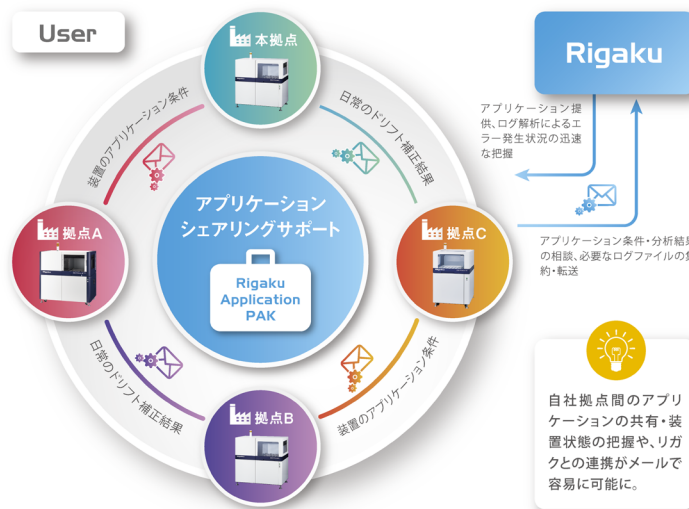 User
本拠点
Rigaku
装置のアプリケーション条件
日常のドリフト補正結果
アプリケーション提
供、ログ解析によるエ
ラー発生状況の迅速
な把握
アプリケーション
シェアリングサポート
Rigaku
Application
PAK
拠点A
拠点C
アプリケーション条件・分析結果
の相談、必要なログファイルの集
約・転送
日常のドリフト補正結果
装置のアプリケーション条件
拠点B
自社拠点間のアプリ
ケーションの共有・装
置状態の把握や、リガ
クとの連携がメールで
容易に可能に。